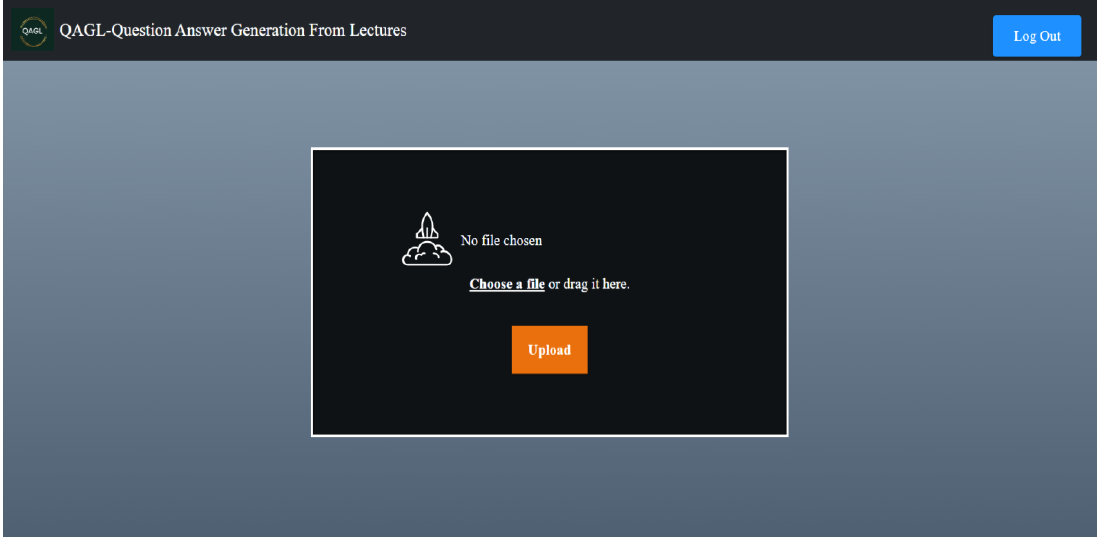 QAGL
QAGL-Question Answer Generation From Lectures
Log Out
No file chosen
Choose a file or drag it here.
Upload